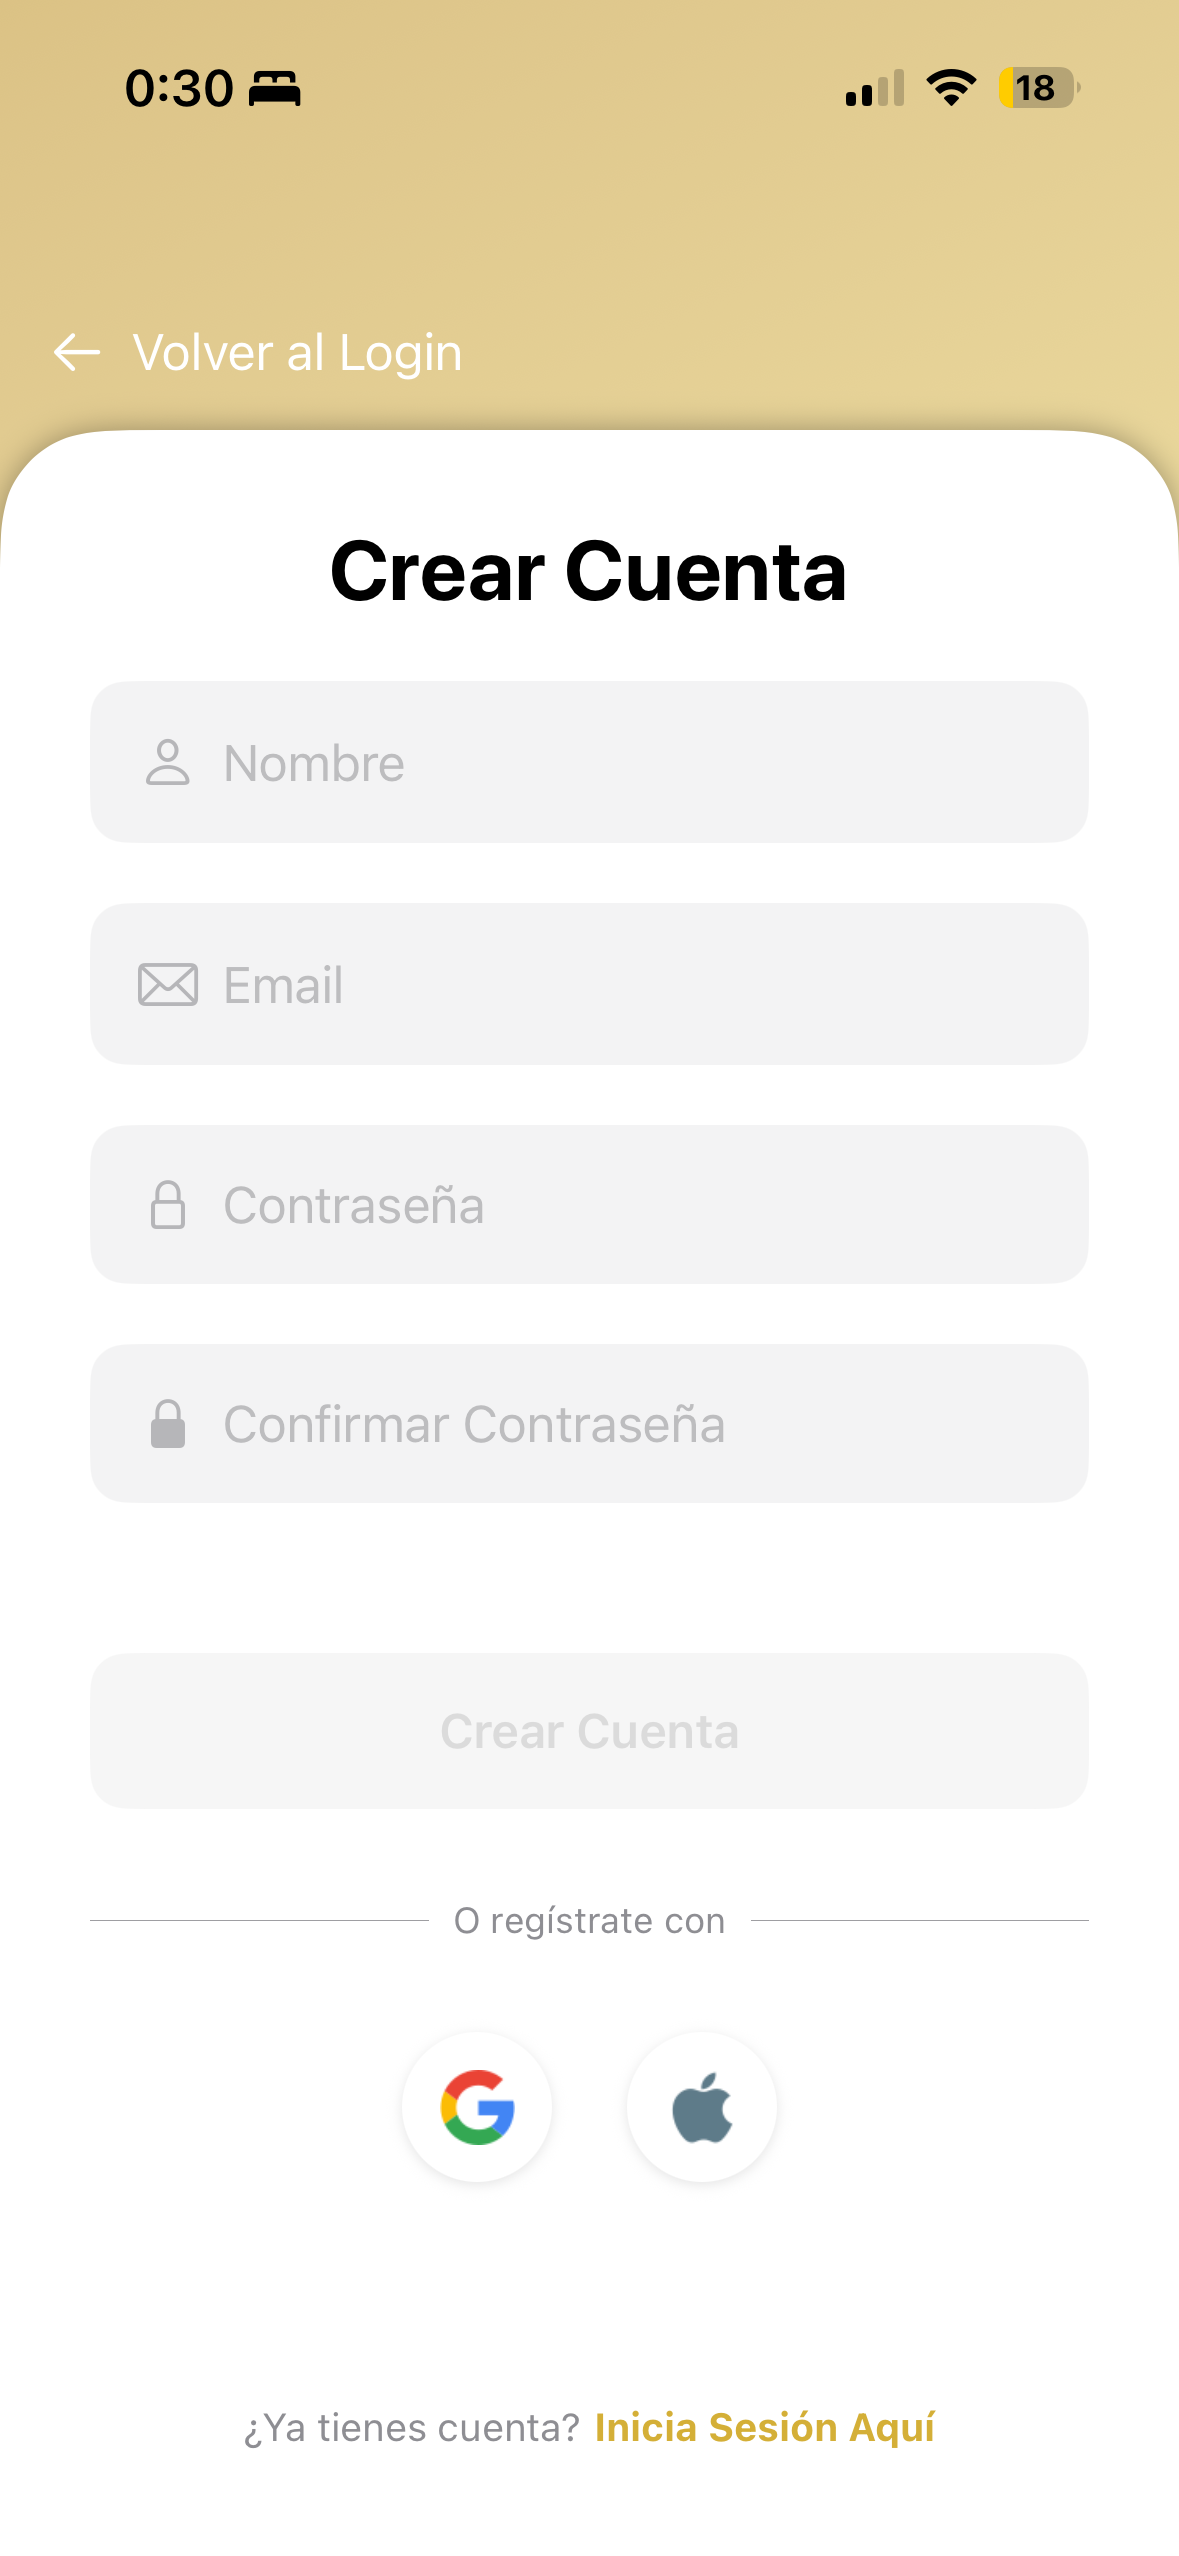 0:30
18
Volver al Login
Crear Cuenta
Nombre
Email
Contraseña
Confirmar Contraseña
Crear Cuenta
O regístrate con
¿Ya tienes cuenta? Inicia Sesión Aquí